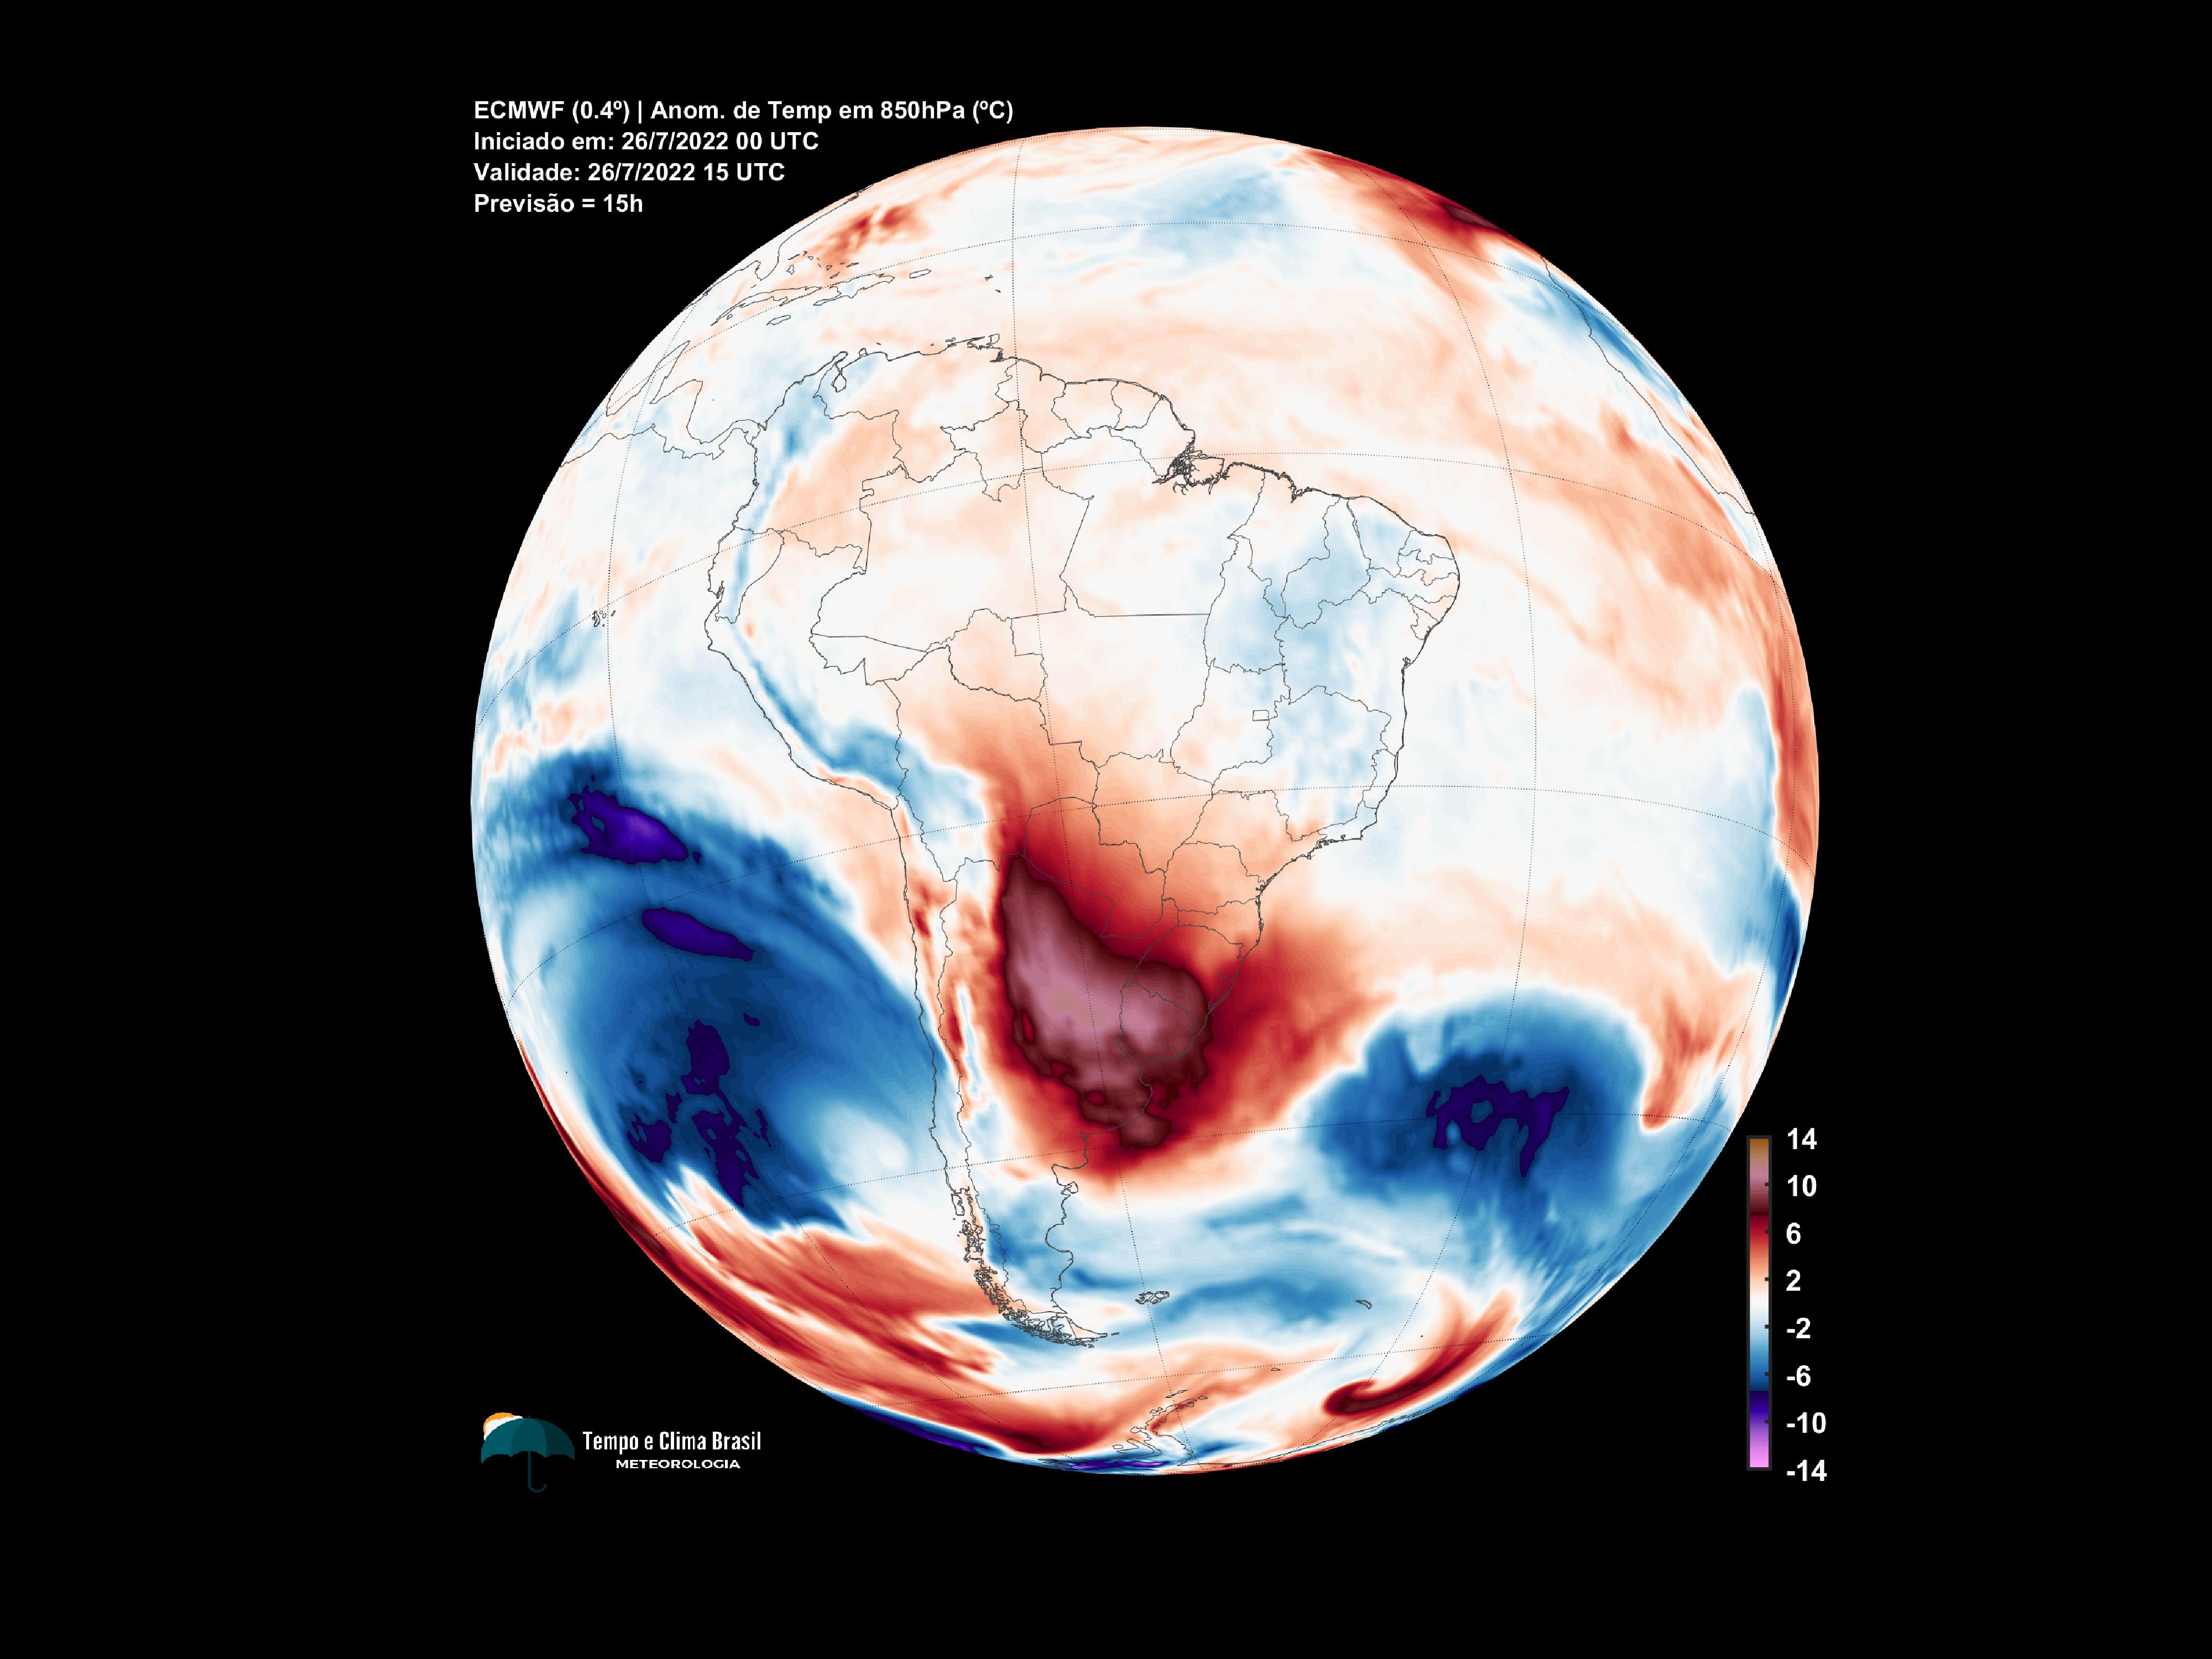 ECMWF (0.4º) | Anom. de Temp em 850hPa (ºC)
Iniciado em: 26/7/2022 00 UTC
Validade: 26/7/2022 15 UTC
Previsão = 15h
14
10
6
2
-2
-6
-10
-14
Tempo e Clima Brasil
METEOROLOGIA